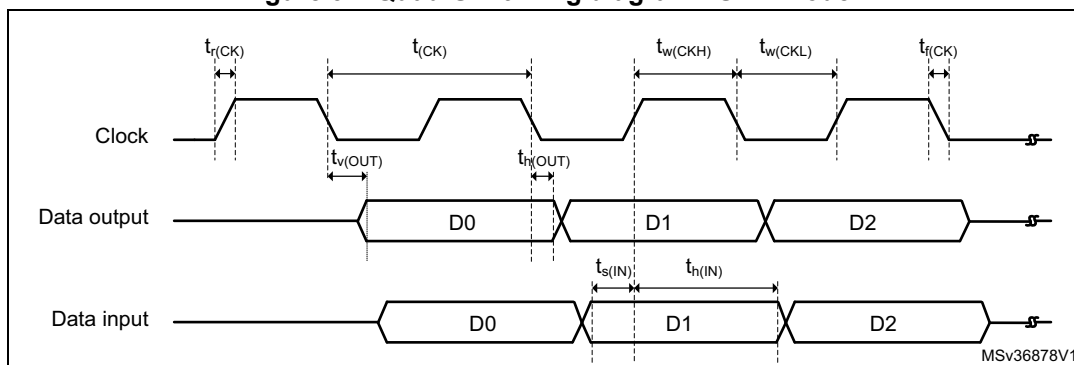 t_r(CK) t_(CK) t_w(CKH) t_w(CKL) t_f(CK)
Clock
t_v(OUT) t_h(OUT)
Data output D0 D1 D2
t_s(IN) t_h(IN)
Data input D0 D1 D2
MSv36878V1